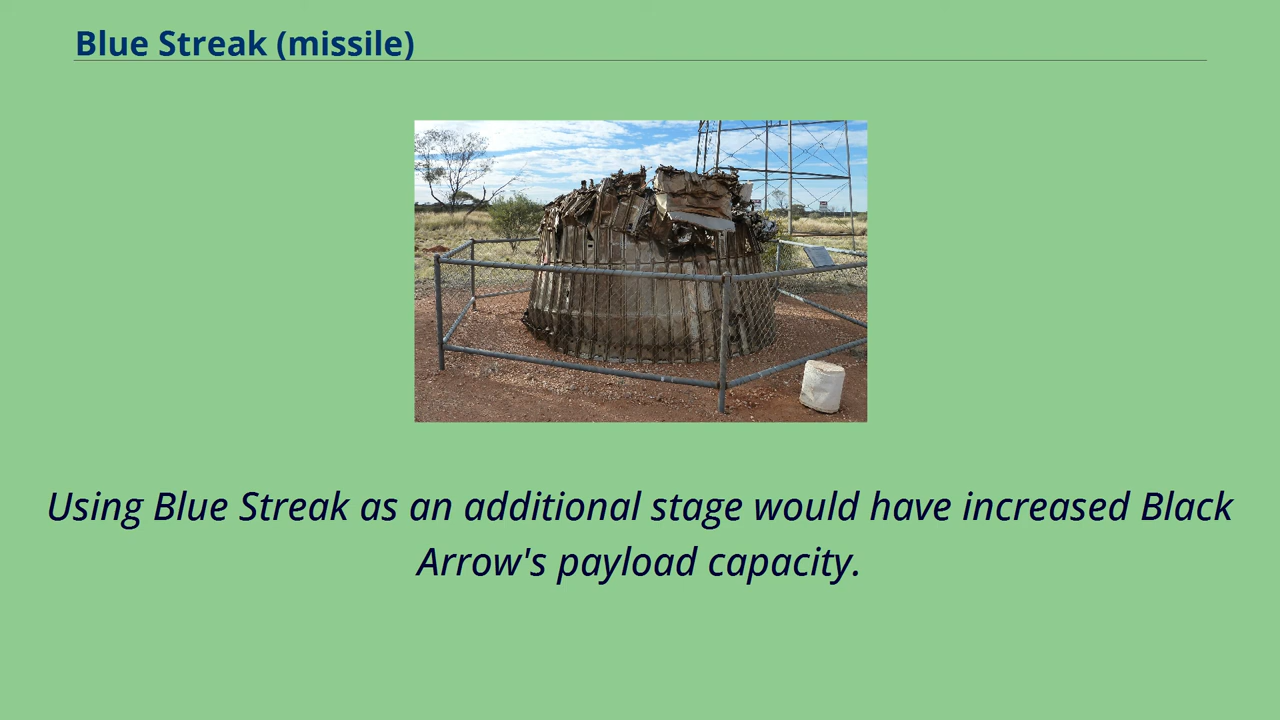 Blue Streak (missile)
Using Blue Streak as an additional stage would have increased Black
Arrow's payload capacity.